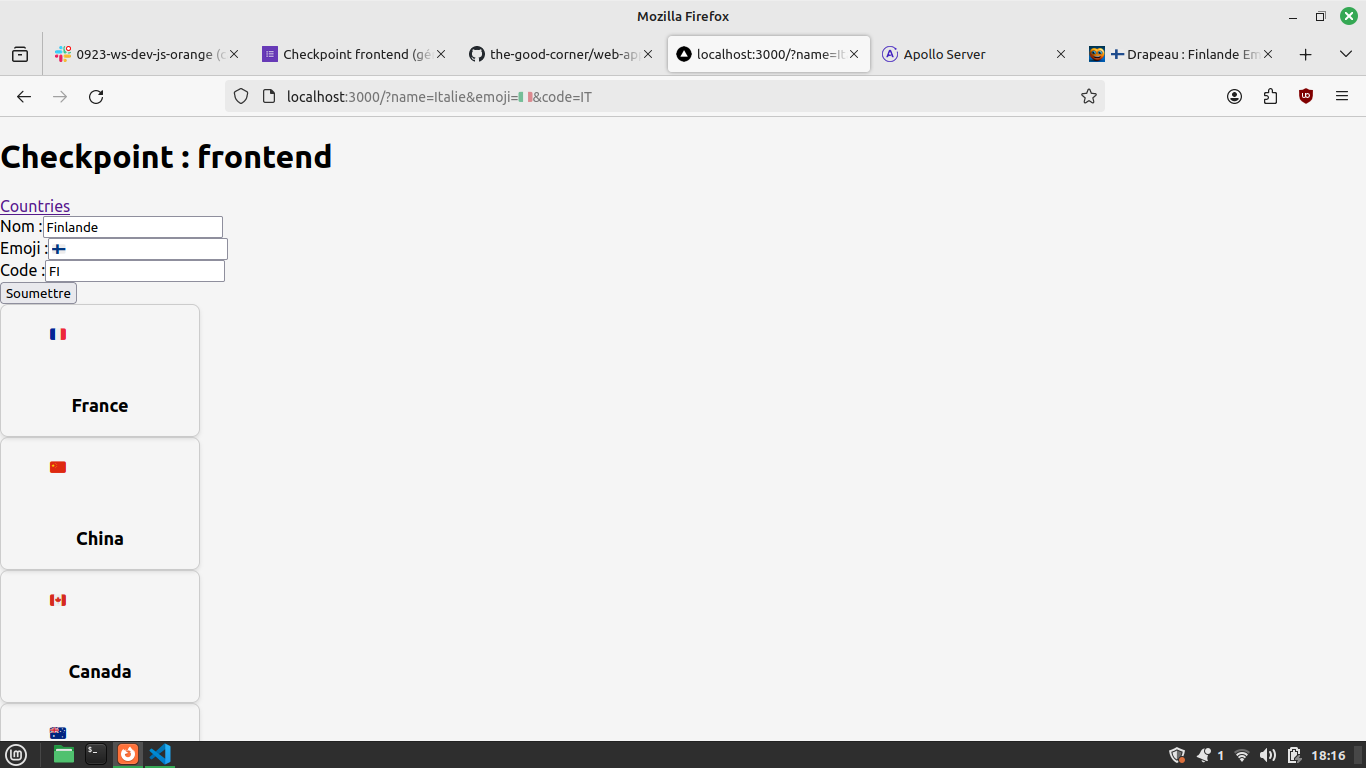 Mozilla Firefox
0923-ws-dev-js-orange (c
Checkpoint frontend (gé
the-good-corner/web-ap
localhost:3000/?name=It
Apollo Server
🇫🇮 Drapeau : Finlande Em
localhost:3000/?name=Italie&emoji=🇮🇹&code=IT
Checkpoint : frontend
Countries
Nom :Finlande
Emoji :🇫🇮
Code :FI
Soumettre
🇫🇷
France
🇨🇳
China
🇨🇦
Canada
🇦🇺
1
18:16